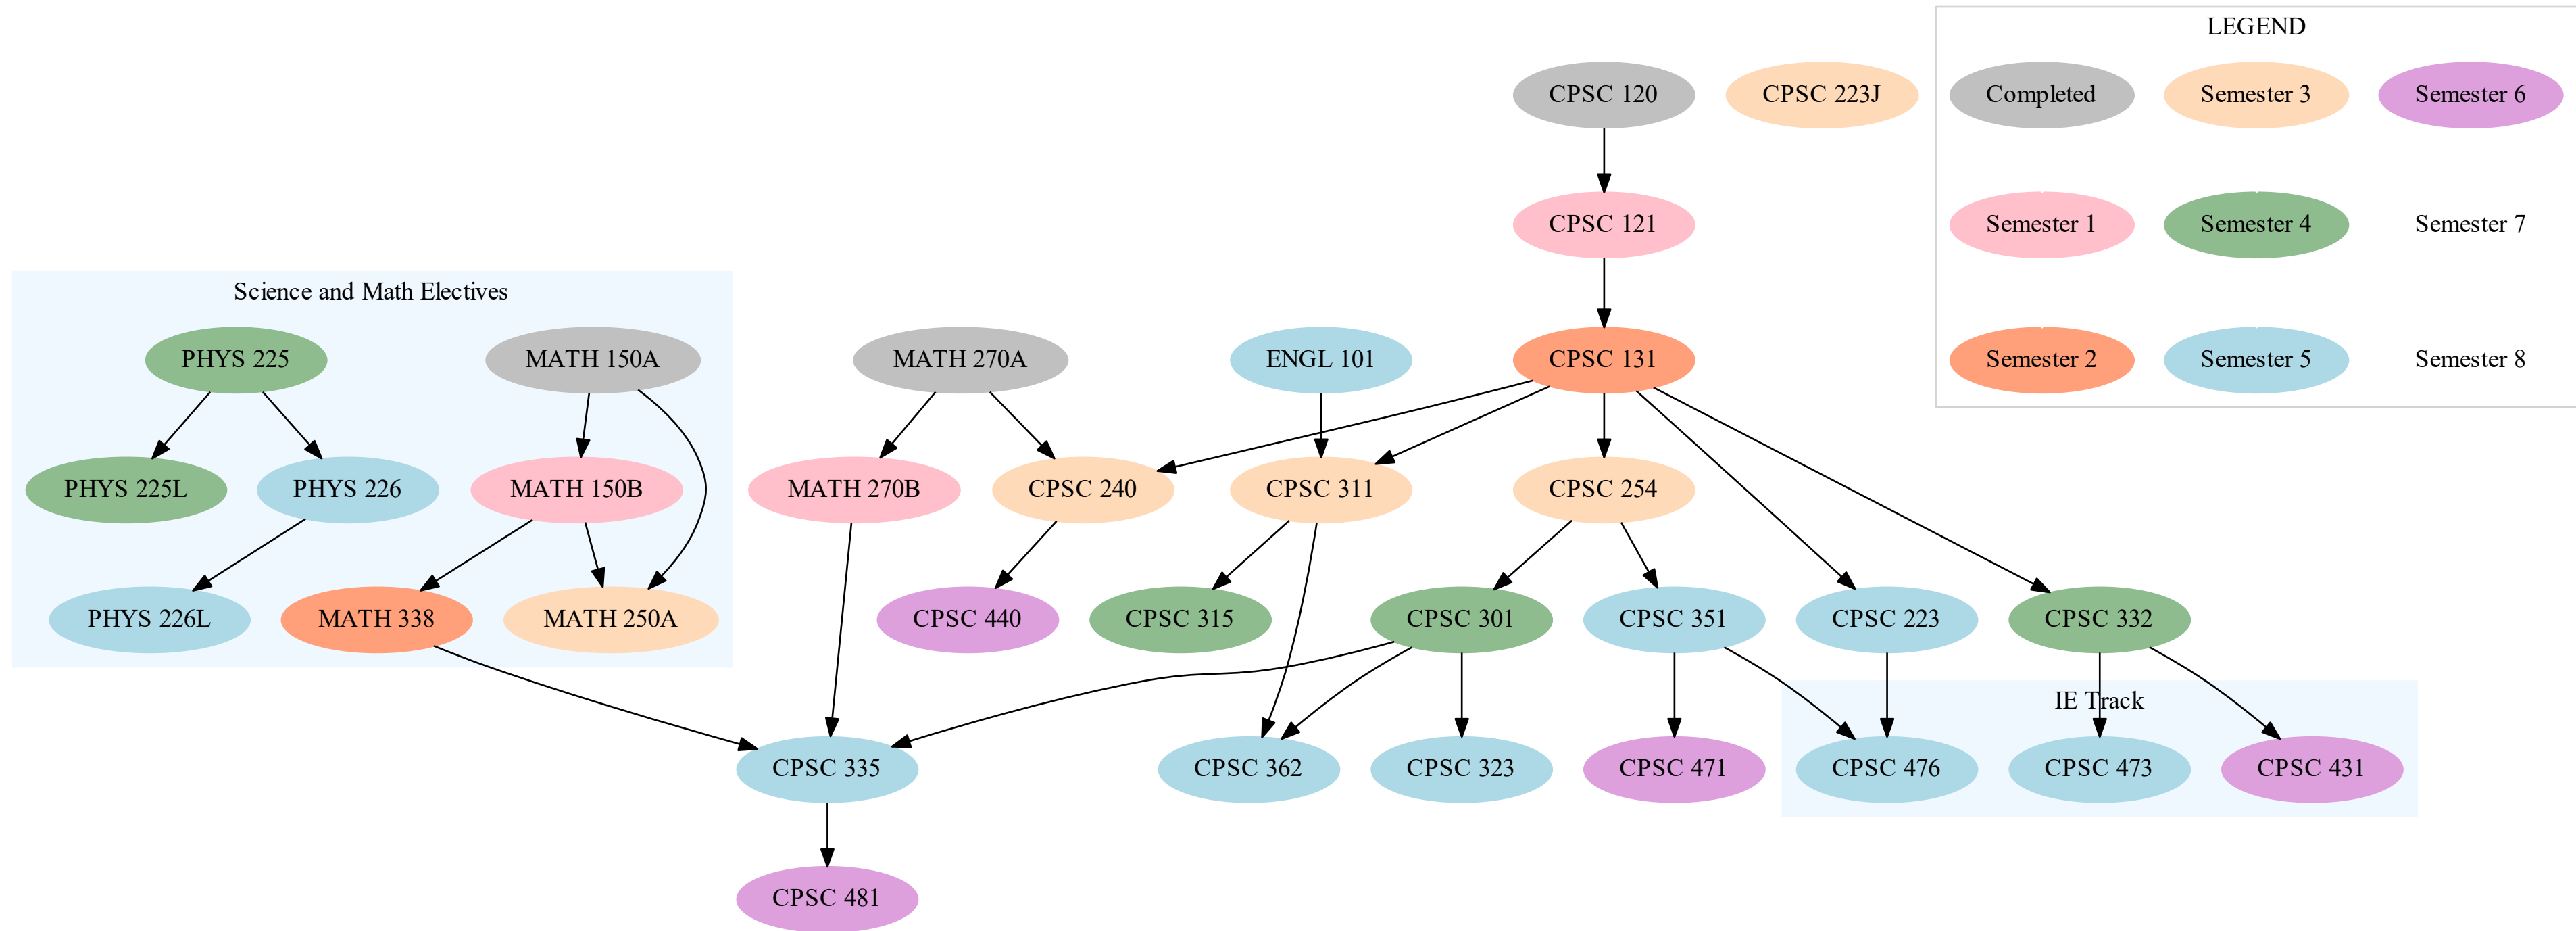 LEGEND
CPSC 120
CPSC 223J
Completed
Semester 3
Semester 6
CPSC 121
Semester 1
Semester 4
Semester 7
Science and Math Electives
PHYS 225
MATH 150A
MATH 270A
ENGL 101
CPSC 131
Semester 2
Semester 5
Semester 8
PHYS 225L
PHYS 226
MATH 150B
MATH 270B
CPSC 240
CPSC 311
CPSC 254
PHYS 226L
MATH 338
MATH 250A
CPSC 440
CPSC 315
CPSC 301
CPSC 351
CPSC 223
CPSC 332
IE Track
CPSC 335
CPSC 362
CPSC 323
CPSC 471
CPSC 476
CPSC 473
CPSC 431
CPSC 481